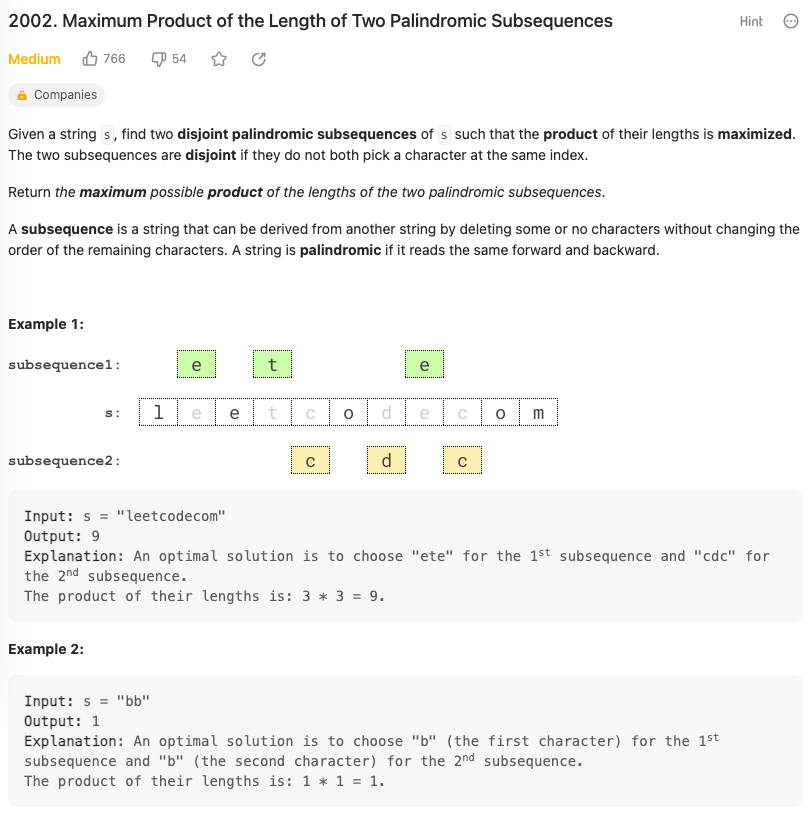 2002. Maximum Product of the Length of Two Palindromic Subsequences
Hint
Medium 766 54
Companies
Given a string s, find two disjoint palindromic subsequences of s such that the product of their lengths is maximized.
The two subsequences are disjoint if they do not both pick a character at the same index.
Return the maximum possible product of the lengths of the two palindromic subsequences.
A subsequence is a string that can be derived from another string by deleting some or no characters without changing the
order of the remaining characters. A string is palindromic if it reads the same forward and backward.
Example 1:
subsequence1: e t e
s: l e e t c o d e c o m
subsequence2: c d c
Input: s = "leetcodecom"
Output: 9
Explanation: An optimal solution is to choose "ete" for the 1st subsequence and "cdc" for
the 2nd subsequence.
The product of their lengths is: 3 * 3 = 9.
Example 2:
Input: s = "bb"
Output: 1
Explanation: An optimal solution is to choose "b" (the first character) for the 1st
subsequence and "b" (the second character) for the 2nd subsequence.
The product of their lengths is: 1 * 1 = 1.